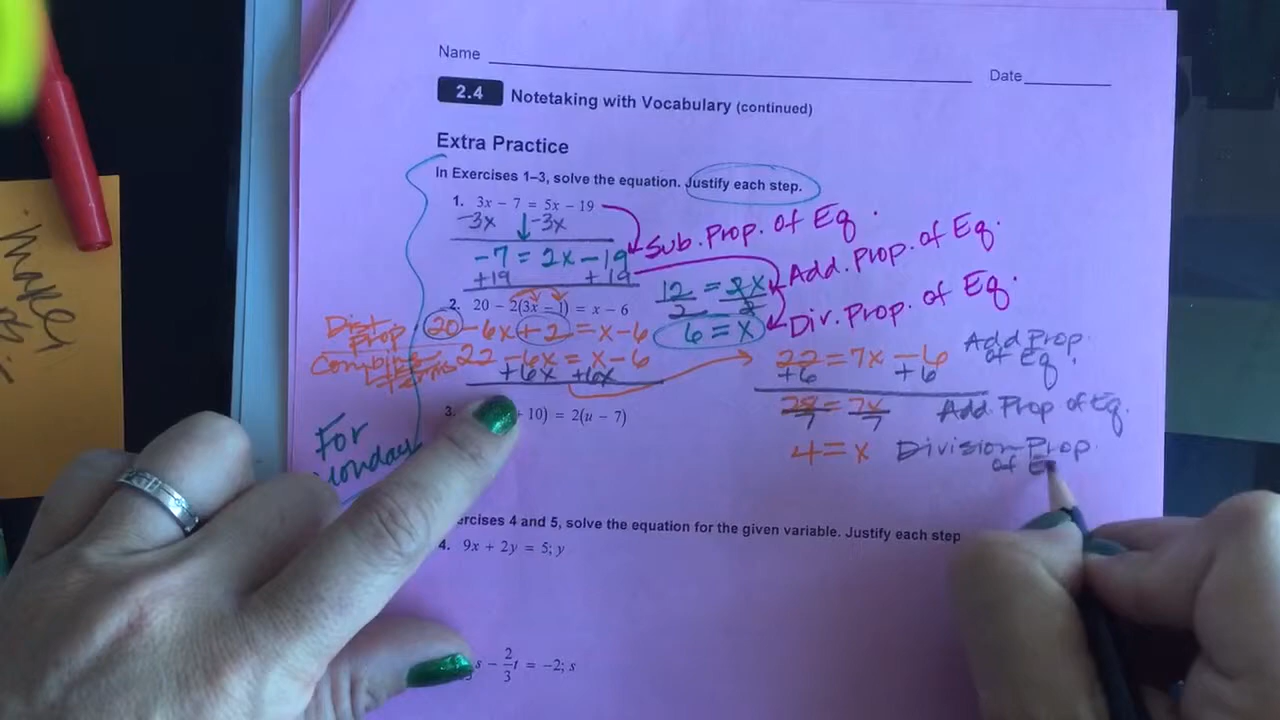 Name
Date
2.4 Notetaking with Vocabulary (continued)
Extra Practice
In Exercises 1–3, solve the equation. Justify each step.
1. 3x − 7 = 5x − 19
−3x −3x
Sub. Prop. of Eq.
−7 = 2x − 19
+19 +19
Add. Prop. of Eq.
12 = 2x
2 2
Div. Prop. of Eq.
6 = x
2. 20 − 2(3x − 1) = x − 6
Dist Prop
20 − 6x + 2 = x − 6
22 − 6x = x − 6
+6x +6x
22 = 7x − 6
Add Prop of Eq.
+6 +6
28 = 7x
7 7
Add. Prop of Eq.
4 = x
Division Prop.
of E
3.
10) = 2(u − 7)
For
Monday
ercises 4 and 5, solve the equation for the given variable. Justify each step
4. 9x + 2y = 5; y
s − 2/3 t = −2; s
make